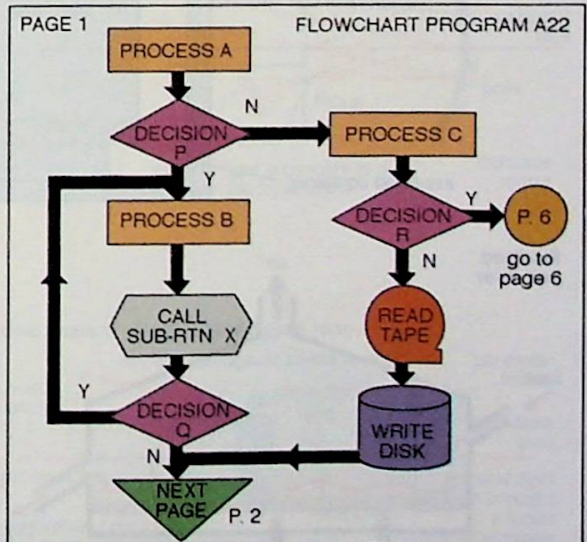 PAGE 1
FLOWCHART PROGRAM A22
PROCESS A
N
DECISION
P
PROCESS C
Y
PROCESS B
DECISION
R
Y
P. 6
go to
page 6
N
CALL
SUB-RTN X
READ
TAPE
Y
DECISION
Q
WRITE
DISK
N
NEXT
PAGE
P. 2